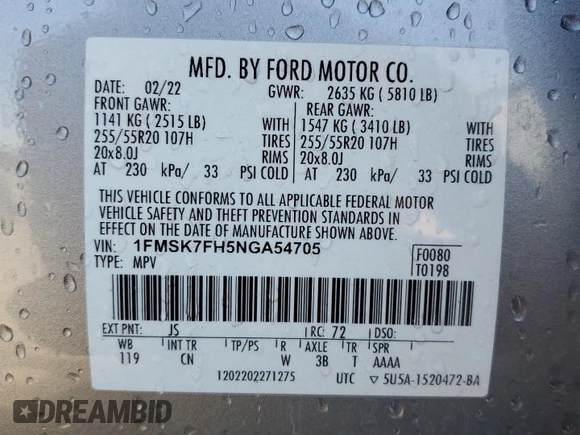 MFD. BY FORD MOTOR CO.
DATE: 02/22 GVWR: 2635 KG ( 5810 LB)
FRONT GAWR: REAR GAWR:
1141 KG ( 2515 LB) WITH 1547 KG ( 3410 LB) WITH
255/55R20 107H TIRES 255/55R20 107H TIRES
20x8.0J RIMS 20x8.0J RIMS
AT 230 kPa/ 33 PSI COLD AT 230 kPa/ 33 PSI COLD
THIS VEHICLE CONFORMS TO ALL APPLICABLE FEDERAL MOTOR
VEHICLE SAFETY AND THEFT PREVENTION STANDARDS IN
EFFECT ON THE DATE OF MANUFACTURE SHOWN ABOVE.
VIN: 1FMSK7FH5NGA54705 F0080
TYPE: MPV T0198
EXT PNT: JS RC: 72 DSO:
WB INT TR TP/PS R AXLE TR SPR
119 CN W 3B T AAAA
1202202271275 UTC ▽5U5A-1520472-BA
DREAMBID